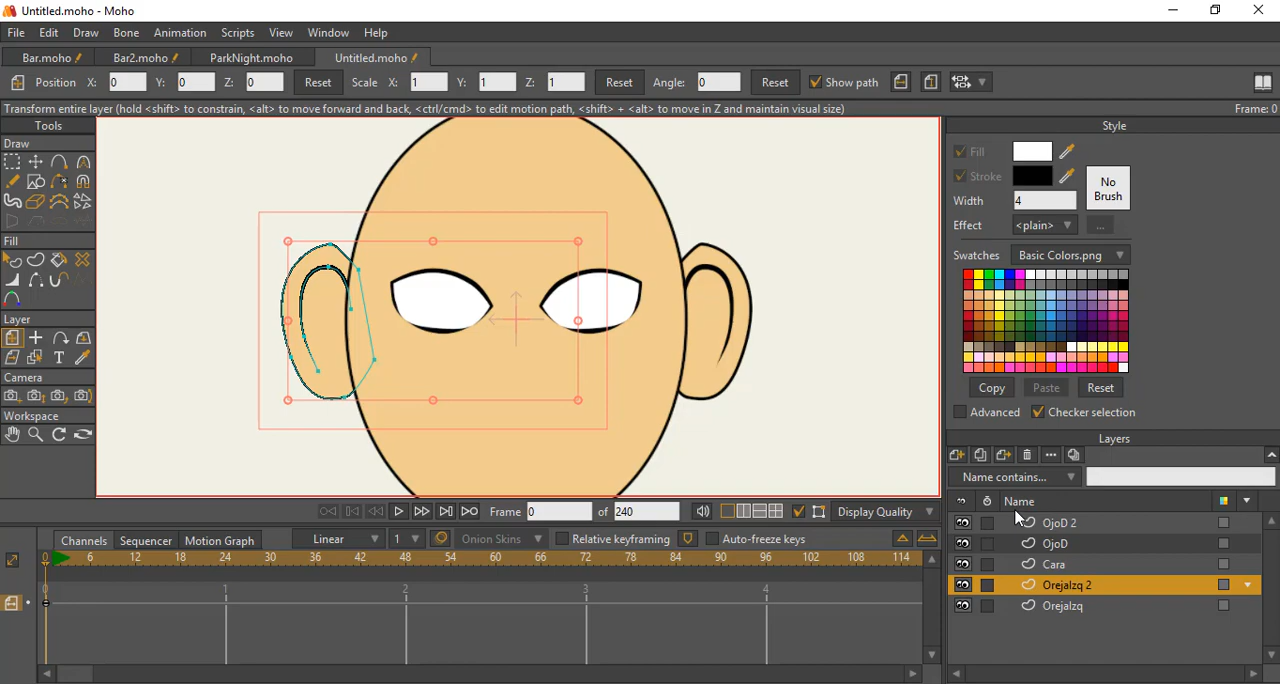 Untitled.moho - Moho
File Edit Draw Bone Animation Scripts View Window Help
Bar.moho Bar2.moho ParkNight.moho Untitled.moho
Position X: 0 Y: 0 Z: 0 Reset Scale X: 1 Y: 1 Z: 1 Reset Angle: 0 Reset Show path
Transform entire layer (hold <shift> to constrain, <alt> to move forward and back, <ctrl/cmd> to edit motion path, <shift> + <alt> to move in Z and maintain visual size) Frame: 0
Tools
Draw
Fill
Layer
Camera
Workspace
Style
Fill
Stroke
No
Brush
Width 4
Effect <plain> ...
Swatches Basic Colors.png
Copy Paste Reset
Advanced Checker selection
Layers
Name contains...
Name
OjoD 2
OjoD
Cara
OrejaIzq 2
OrejaIzq
Frame 0 of 240 Display Quality
Channels Sequencer Motion Graph Linear 1 Onion Skins Relative keyframing Auto-freeze keys
0 6 12 18 24 30 36 42 48 54 60 66 72 78 84 90 96 102 108 114
0 1 2 3 4